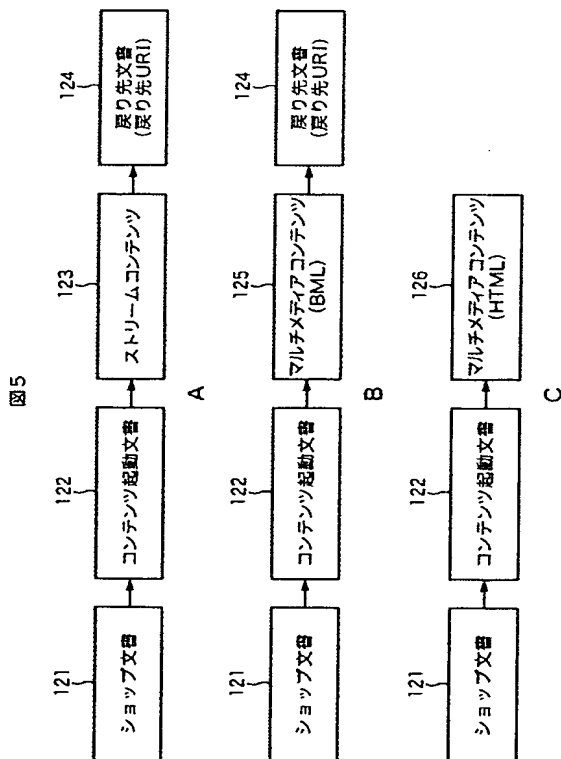 図5
121
ショップ文書
122
コンテンツ起動文書
123
ストリームコンテンツ
124
戻り先文書
(戻り先URI)
A
121
ショップ文書
122
コンテンツ起動文書
125
マルチメディアコンテンツ
(BML)
124
戻り先文書
(戻り先URI)
B
121
ショップ文書
122
コンテンツ起動文書
126
マルチメディアコンテンツ
(HTML)
C